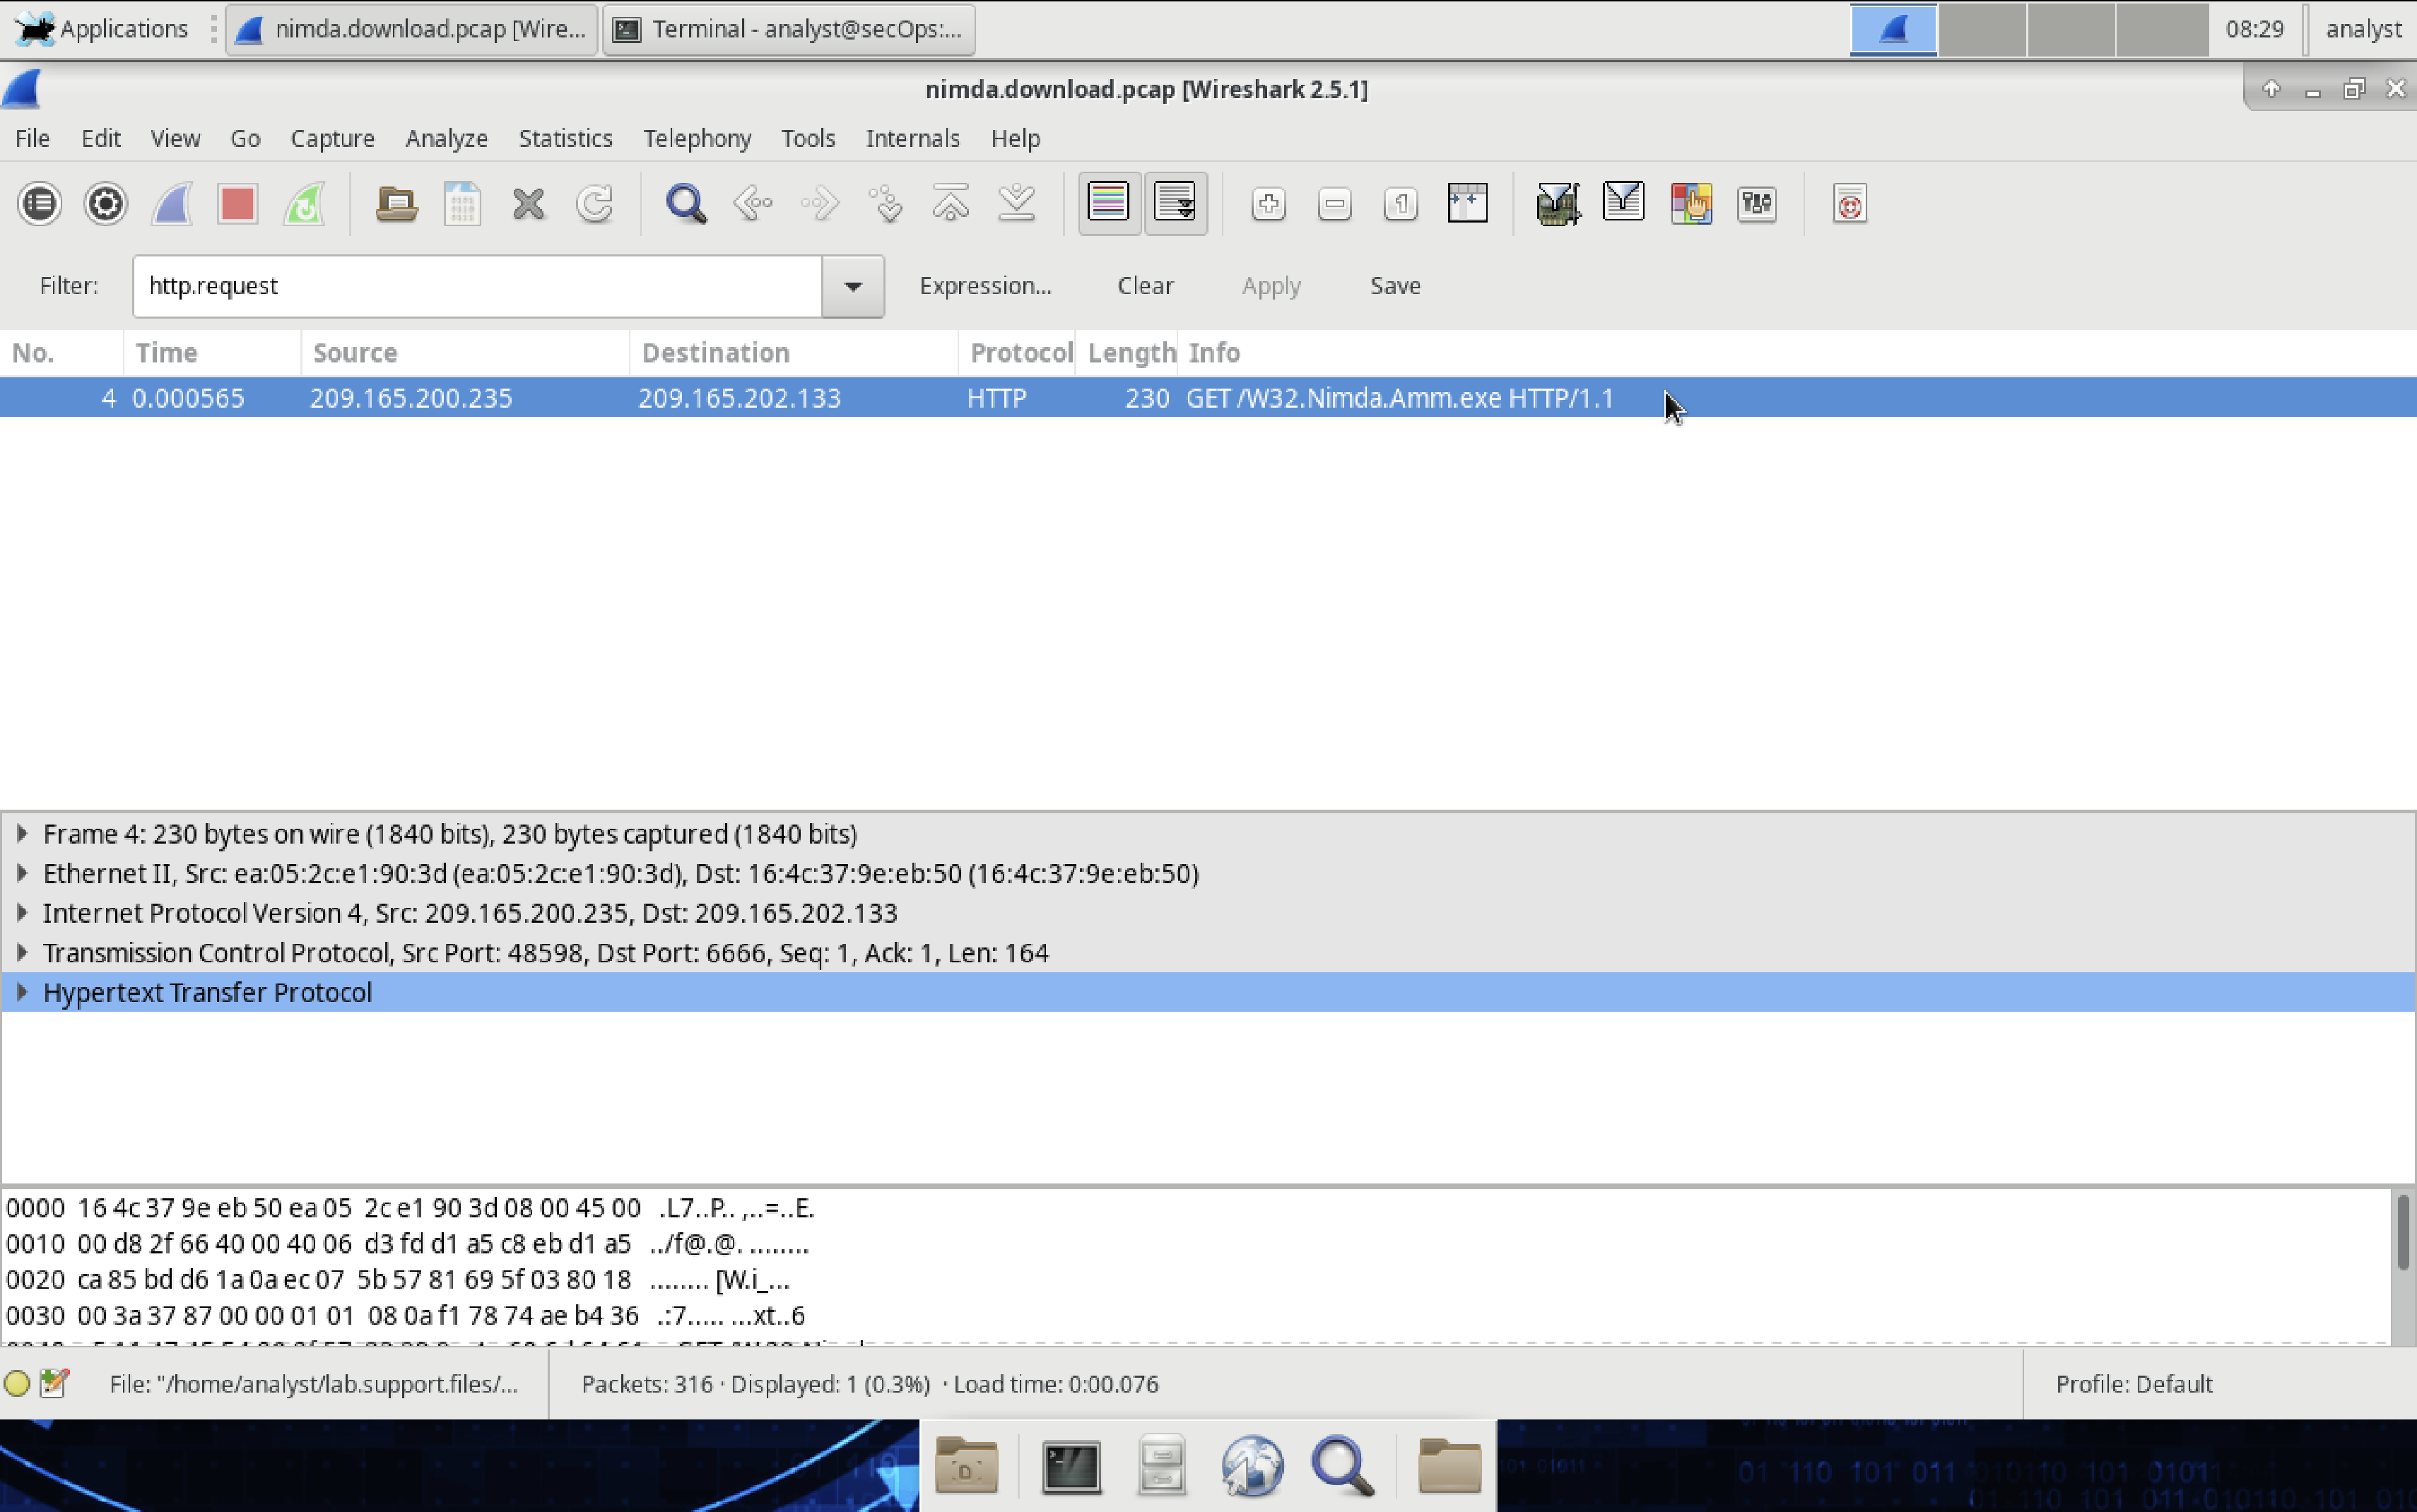 Applications nimda.download.pcap [Wire... Terminal - analyst@secOps:... 08:29 analyst
nimda.download.pcap [Wireshark 2.5.1]
File Edit View Go Capture Analyze Statistics Telephony Tools Internals Help
Filter: http.request Expression... Clear Apply Save
No. Time Source Destination Protocol Length Info
4 0.000565 209.165.200.235 209.165.202.133 HTTP 230 GET /W32.Nimda.Amm.exe HTTP/1.1
Frame 4: 230 bytes on wire (1840 bits), 230 bytes captured (1840 bits)
Ethernet II, Src: ea:05:2c:e1:90:3d (ea:05:2c:e1:90:3d), Dst: 16:4c:37:9e:eb:50 (16:4c:37:9e:eb:50)
Internet Protocol Version 4, Src: 209.165.200.235, Dst: 209.165.202.133
Transmission Control Protocol, Src Port: 48598, Dst Port: 6666, Seq: 1, Ack: 1, Len: 164
Hypertext Transfer Protocol
0000 16 4c 37 9e eb 50 ea 05 2c e1 90 3d 08 00 45 00 .L7..P.. ,..=..E.
0010 00 d8 2f 66 40 00 40 06 d3 fd d1 a5 c8 eb d1 a5 ../f@.@. ........
0020 ca 85 bd d6 1a 0a ec 07 5b 57 81 69 5f 03 80 18 ........ [W.i_...
0030 00 3a 37 87 00 00 01 01 08 0a f1 78 74 ae b4 36 .:7..... ...xt..6
File: "/home/analyst/lab.support.files/... Packets: 316 · Displayed: 1 (0.3%) · Load time: 0:00.076 Profile: Default
01 110 101 011 010110 101 01011